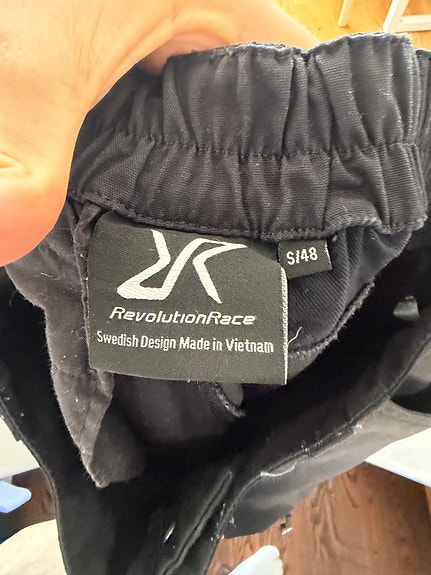 RevolutionRace
Swedish Design Made in Vietnam
S/48